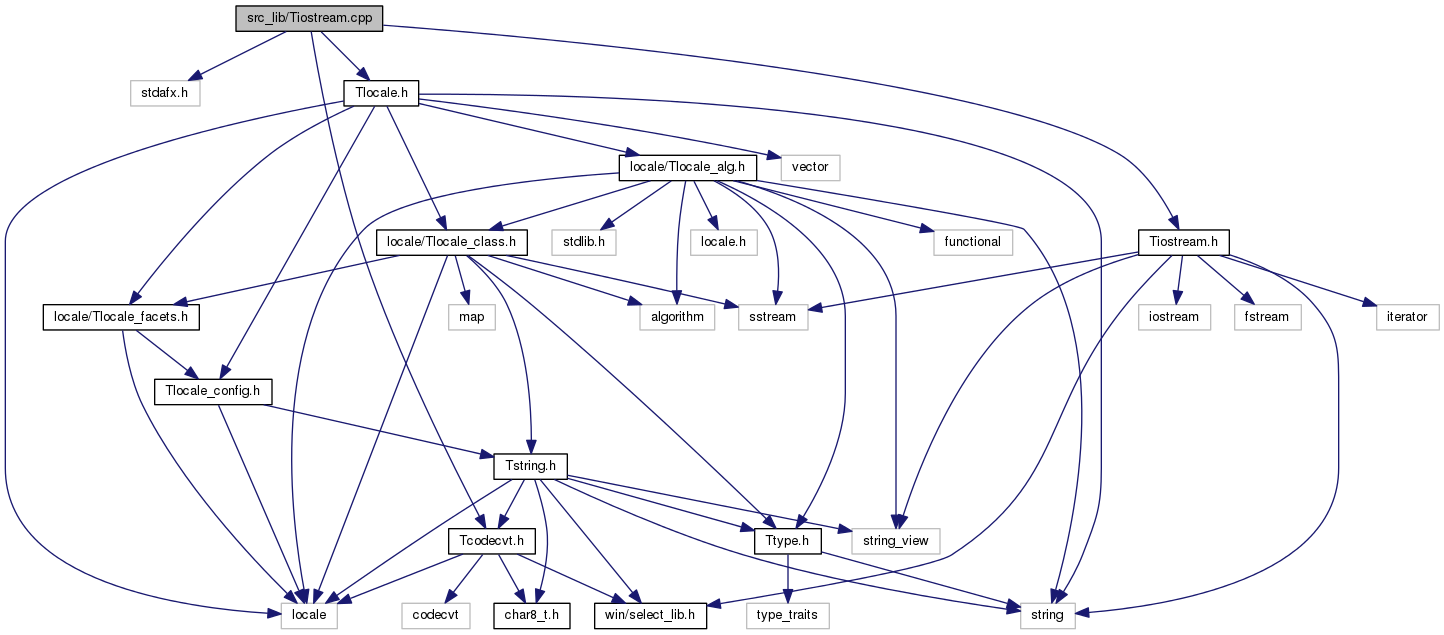 src_lib/Tiostream.cpp
stdafx.h
Tlocale.h
locale/Tlocale_alg.h
vector
locale/Tlocale_class.h
stdlib.h
locale.h
functional
Tiostream.h
locale/Tlocale_facets.h
map
algorithm
sstream
iostream
fstream
iterator
Tlocale_config.h
Tstring.h
Tcodecvt.h
Ttype.h
string_view
locale
codecvt
char8_t.h
win/select_lib.h
type_traits
string